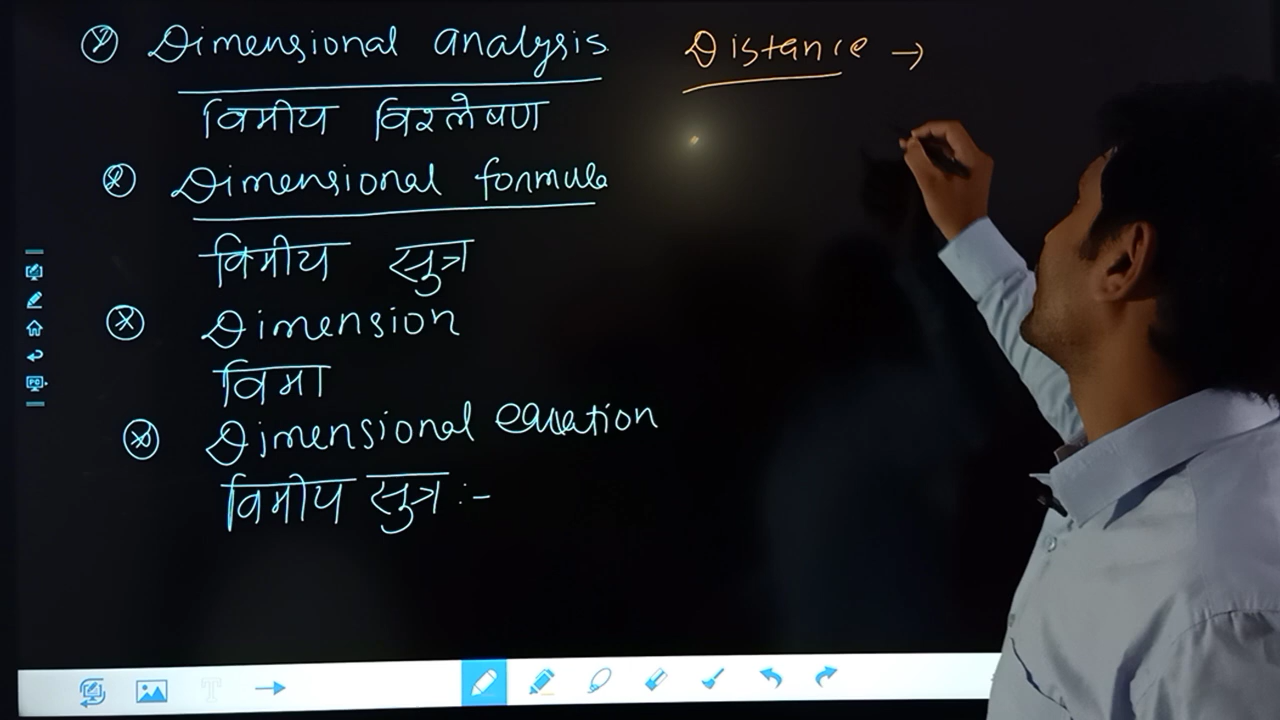 Dimensional analysis
विमीय विश्लेषण
Dimensional formula
विमीय सुत्र
Dimension
विमा
Dimensional equation
विमीय सुत्र :-
Distance →